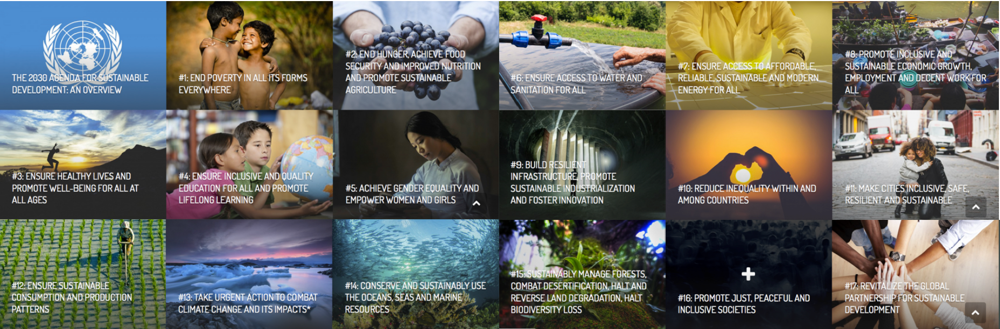 THE 2030 AGENDA FOR SUSTAINABLE
DEVELOPMENT: AN OVERVIEW
#1: END POVERTY IN ALL ITS FORMS
EVERYWHERE
#2: END HUNGER, ACHIEVE FOOD
SECURITY AND IMPROVED NUTRITION
AND PROMOTE SUSTAINABLE
AGRICULTURE
#6: ENSURE ACCESS TO WATER AND
SANITATION FOR ALL
#7: ENSURE ACCESS TO AFFORDABLE,
RELIABLE, SUSTAINABLE AND MODERN
ENERGY FOR ALL
#8: PROMOTE INCLUSIVE AND
SUSTAINABLE ECONOMIC GROWTH,
EMPLOYMENT AND DECENT WORK FOR
ALL
#3: ENSURE HEALTHY LIVES AND
PROMOTE WELL-BEING FOR ALL AT
ALL AGES
#4: ENSURE INCLUSIVE AND QUALITY
EDUCATION FOR ALL AND PROMOTE
LIFELONG LEARNING
#5: ACHIEVE GENDER EQUALITY AND
EMPOWER WOMEN AND GIRLS
#9: BUILD RESILIENT
INFRASTRUCTURE, PROMOTE
SUSTAINABLE INDUSTRIALIZATION
AND FOSTER INNOVATION
#10: REDUCE INEQUALITY WITHIN AND
AMONG COUNTRIES
#11: MAKE CITIES INCLUSIVE, SAFE,
RESILIENT AND SUSTAINABLE
#12: ENSURE SUSTAINABLE
CONSUMPTION AND PRODUCTION
PATTERNS
#13: TAKE URGENT ACTION TO COMBAT
CLIMATE CHANGE AND ITS IMPACTS*
#14: CONSERVE AND SUSTAINABLY USE
THE OCEANS, SEAS AND MARINE
RESOURCES
#15: SUSTAINABLY MANAGE FORESTS,
COMBAT DESERTIFICATION, HALT AND
REVERSE LAND DEGRADATION, HALT
BIODIVERSITY LOSS
#16: PROMOTE JUST, PEACEFUL AND
INCLUSIVE SOCIETIES
#17: REVITALIZE THE GLOBAL
PARTNERSHIP FOR SUSTAINABLE
DEVELOPMENT